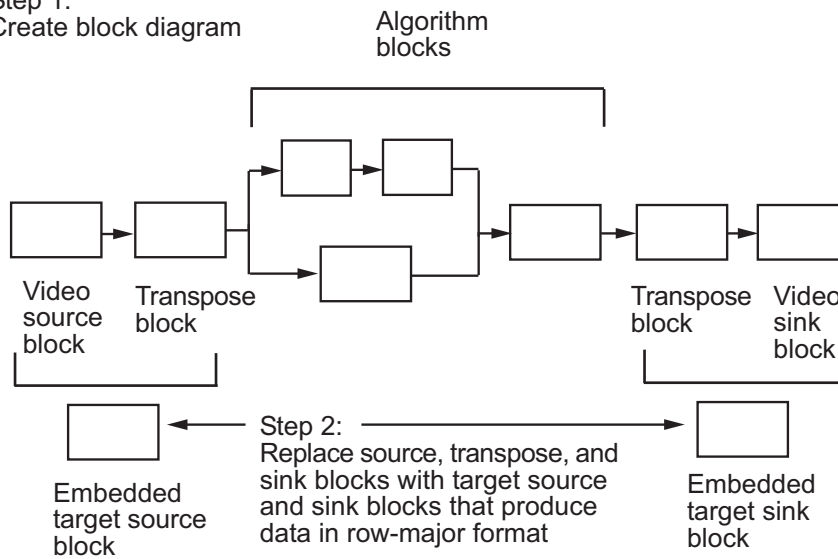 Step 1:
Create block diagram
Algorithm
blocks
Video
source
block
Transpose
block
Transpose
block
Video
sink
block
Step 2:
Replace source, transpose, and
sink blocks with target source
and sink blocks that produce
data in row-major format
Embedded
target source
block
Embedded
target sink
block